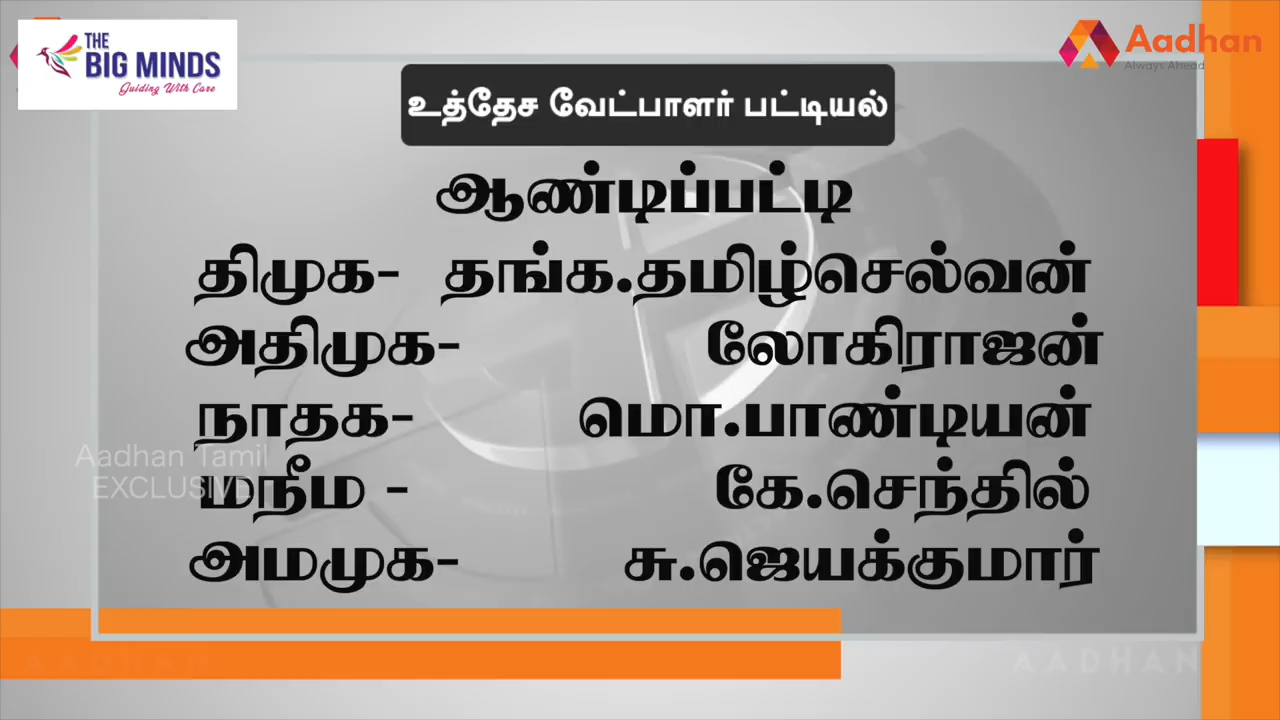 THE
BIG MINDS
Guiding With Care
Aadhan
Always Ahead
உத்தேச வேட்பாளர் பட்டியல்
ஆண்டிப்பட்டி
திமுக- தங்க.தமிழ்செல்வன்
அதிமுக- லோகிராஜன்
நாதக- மொ.பாண்டியன்
Aadhan Tamil
EXCLUSIVE
மநீம - கே.செந்தில்
அமமுக- சு.ஜெயக்குமார்
AADHAN
AADHAN